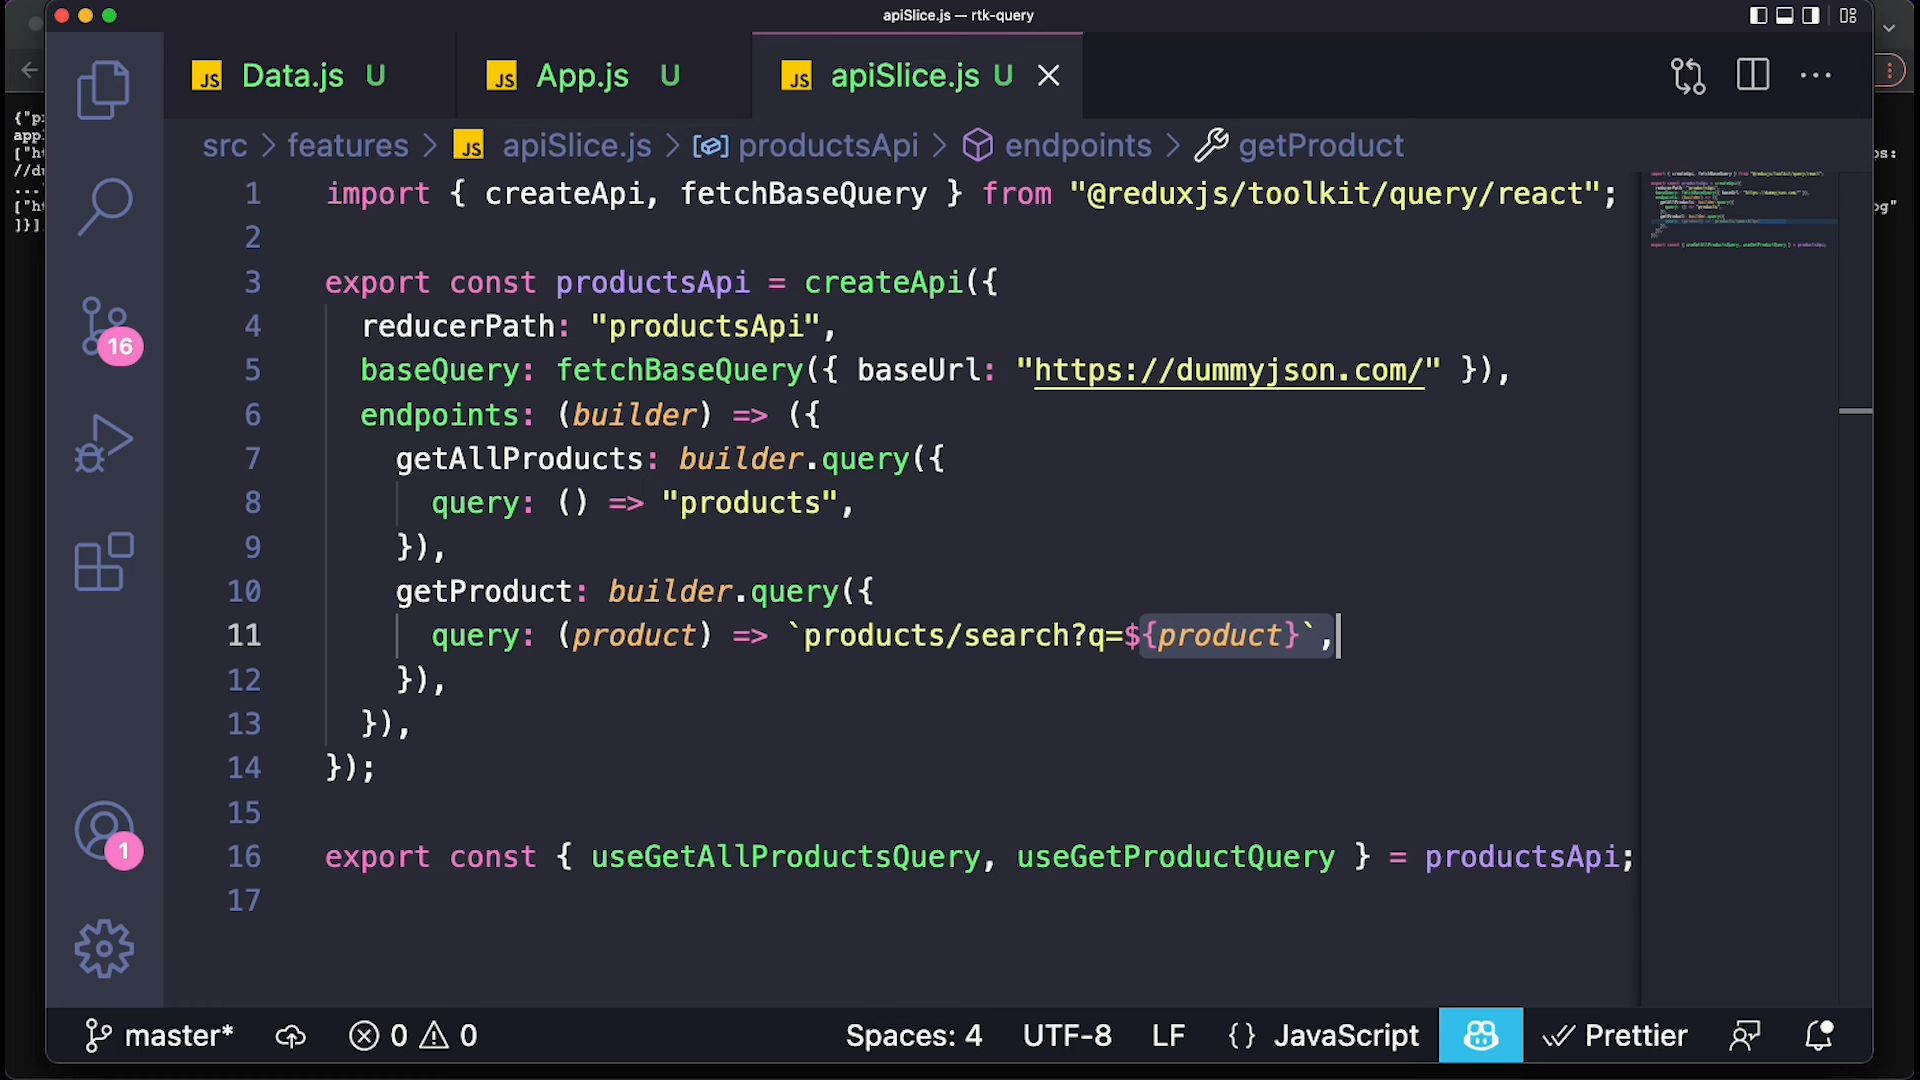 apiSlice.js — rtk-query
JS Data.js U
JS App.js U
JS apiSlice.js U
src > features > JS apiSlice.js > productsApi > endpoints > getProduct
1 import { createApi, fetchBaseQuery } from "@reduxjs/toolkit/query/react";
2
3 export const productsApi = createApi({
4 reducerPath: "productsApi",
5 baseQuery: fetchBaseQuery({ baseUrl: "https://dummyjson.com/" }),
6 endpoints: (builder) => ({
7 getAllProducts: builder.query({
8 query: () => "products",
9 }),
10 getProduct: builder.query({
11 query: (product) => `products/search?q=${product}`,
12 }),
13 }),
14 });
15
16 export const { useGetAllProductsQuery, useGetProductQuery } = productsApi;
17
16
1
master* 0 0 Spaces: 4 UTF-8 LF {} JavaScript Prettier